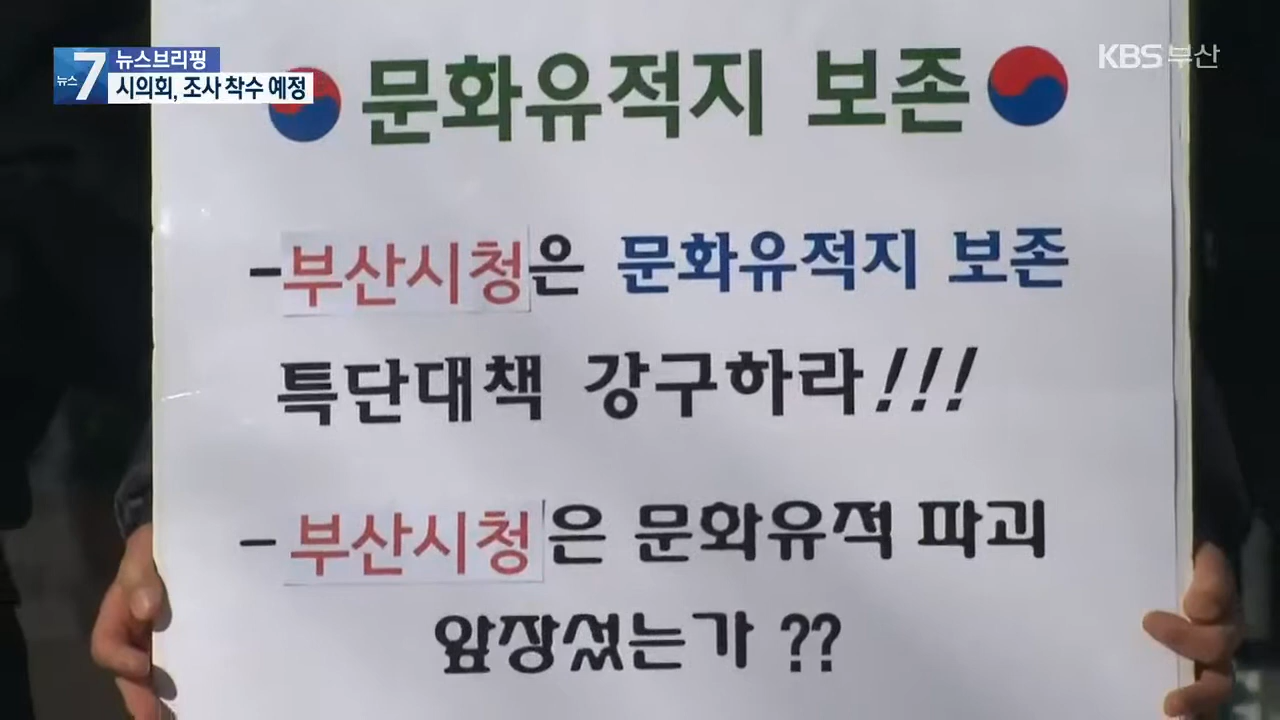 뉴스 7 뉴스브리핑
시의회, 조사 착수 예정
KBS 부산
문화유적지 보존
-부산시청은 문화유적지 보존
특단대책 강구하라!!!
- 부산시청은 문화유적 파괴
앞장섰는가 ??